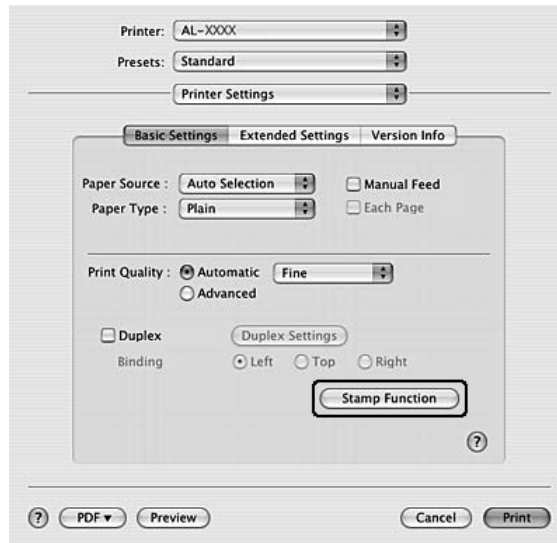 Printer: AL-XXXX
Presets: Standard
Printer Settings
Basic Settings Extended Settings Version Info
Paper Source : Auto Selection Manual Feed
Paper Type : Plain Each Page
Print Quality : Automatic Fine
Advanced
Duplex Duplex Settings
Binding Left Top Right
Stamp Function
?
? PDF▼ Preview Cancel Print